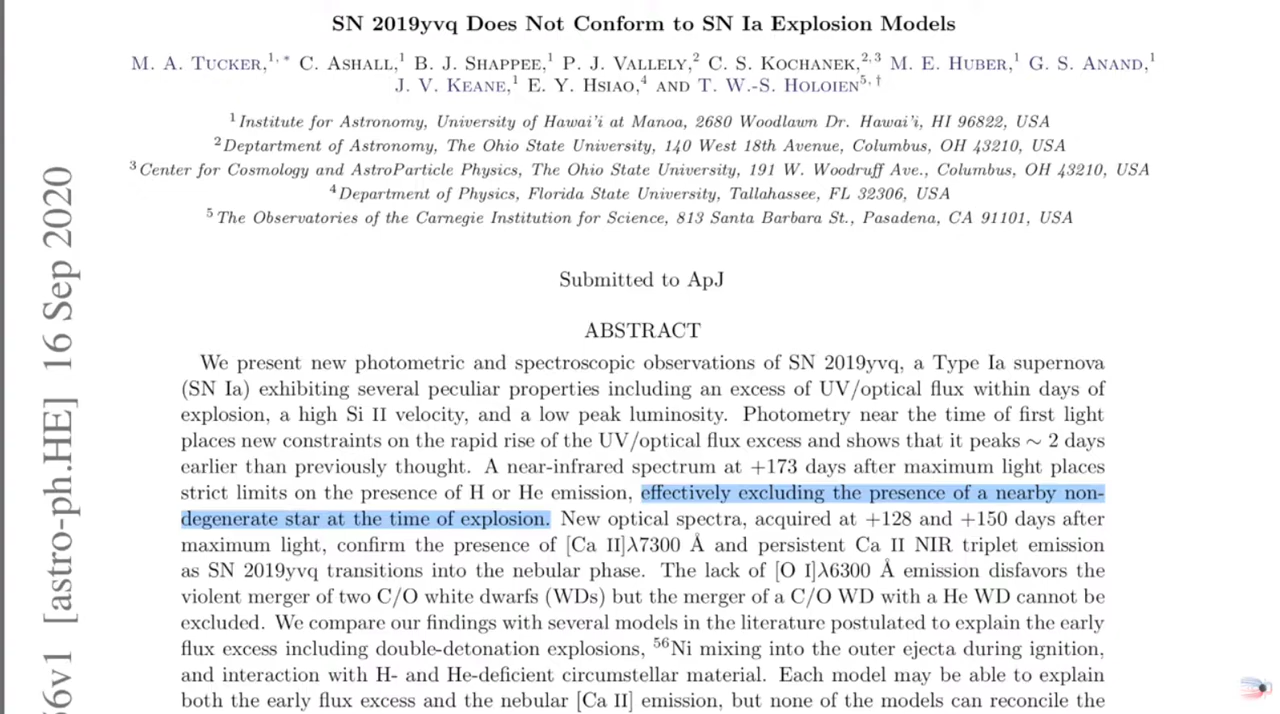 SN 2019yvq Does Not Conform to SN Ia Explosion Models
M. A. Tucker,1, * C. Ashall,1 B. J. Shappee,1 P. J. Vallely,2 C. S. Kochanek,2, 3 M. E. Huber,1 G. S. Anand,1
J. V. Keane,1 E. Y. Hsiao,4 and T. W.-S. Holoien5, †
1 Institute for Astronomy, University of Hawai'i at Manoa, 2680 Woodlawn Dr. Hawai'i, HI 96822, USA
2 Deptartment of Astronomy, The Ohio State University, 140 West 18th Avenue, Columbus, OH 43210, USA
3 Center for Cosmology and AstroParticle Physics, The Ohio State University, 191 W. Woodruff Ave., Columbus, OH 43210, USA
4 Department of Physics, Florida State University, Tallahassee, FL 32306, USA
5 The Observatories of the Carnegie Institution for Science, 813 Santa Barbara St., Pasadena, CA 91101, USA
Submitted to ApJ
ABSTRACT
We present new photometric and spectroscopic observations of SN 2019yvq, a Type Ia supernova
(SN Ia) exhibiting several peculiar properties including an excess of UV/optical flux within days of
explosion, a high Si II velocity, and a low peak luminosity. Photometry near the time of first light
places new constraints on the rapid rise of the UV/optical flux excess and shows that it peaks ∼ 2 days
earlier than previously thought. A near-infrared spectrum at +173 days after maximum light places
strict limits on the presence of H or He emission, effectively excluding the presence of a nearby non-
degenerate star at the time of explosion. New optical spectra, acquired at +128 and +150 days after
maximum light, confirm the presence of [Ca II]λ7300 Å and persistent Ca II NIR triplet emission
as SN 2019yvq transitions into the nebular phase. The lack of [O I]λ6300 Å emission disfavors the
violent merger of two C/O white dwarfs (WDs) but the merger of a C/O WD with a He WD cannot be
excluded. We compare our findings with several models in the literature postulated to explain the early
flux excess including double-detonation explosions, 56Ni mixing into the outer ejecta during ignition,
and interaction with H- and He-deficient circumstellar material. Each model may be able to explain
both the early flux excess and the nebular [Ca II] emission, but none of the models can reconcile the
56v1 [astro-ph.HE] 16 Sep 2020